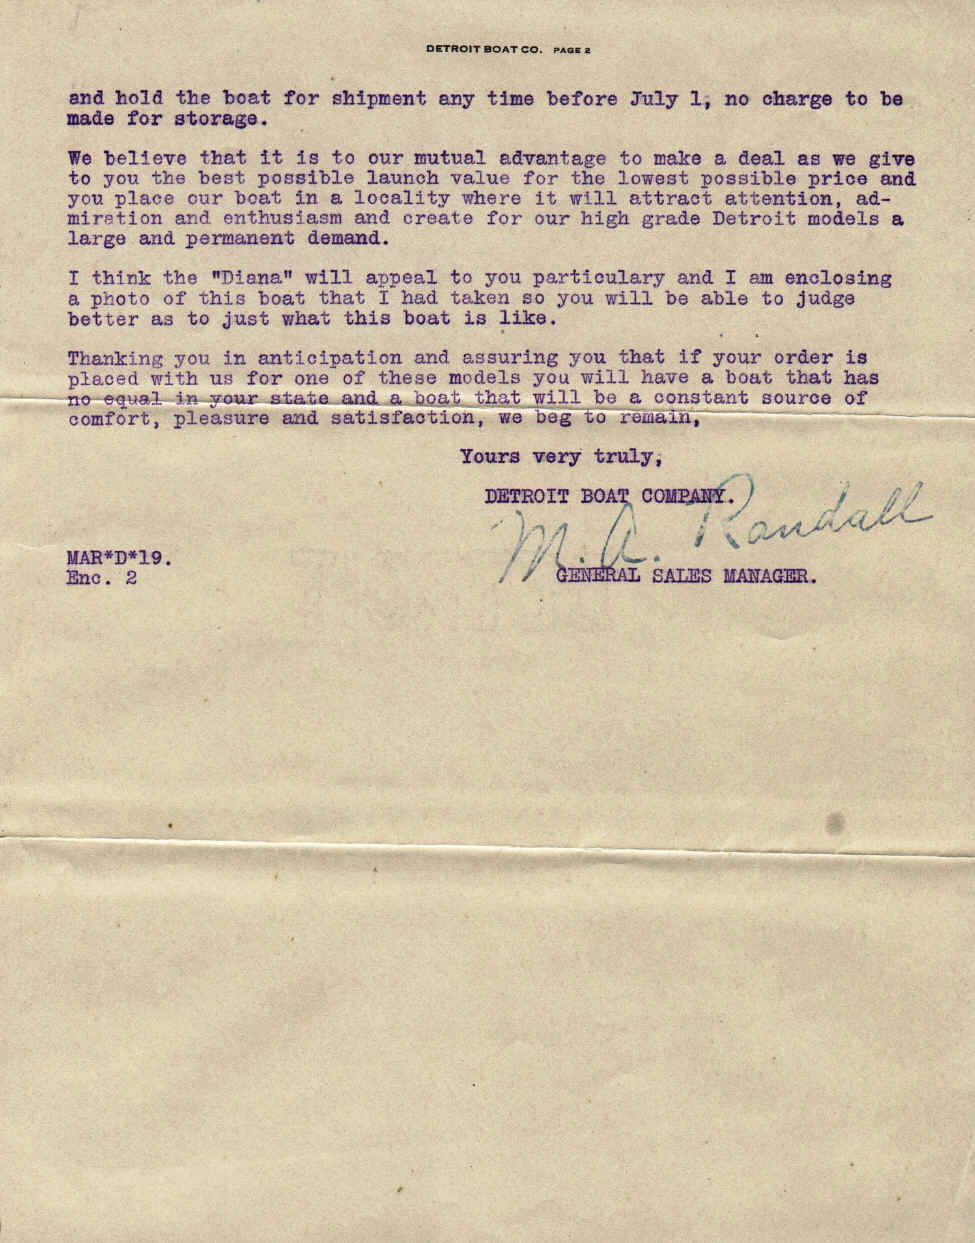 DETROIT BOAT CO. PAGE 2
and hold the boat for shipment any time before July 1, no charge to be
made for storage.
We believe that it is to our mutual advantage to make a deal as we give
to you the best possible launch value for the lowest possible price and
you place our boat in a locality where it will attract attention, ad-
miration and enthusiasm and create for our high grade Detroit models a
large and permanent demand.
I think the "Diana" will appeal to you particulary and I am enclosing
a photo of this boat that I had taken so you will be able to judge
better as to just what this boat is like.
Thanking you in anticipation and assuring you that if your order is
placed with us for one of these models you will have a boat that has
no equal in your state and a boat that will be a constant source of
comfort, pleasure and satisfaction, we beg to remain,
Yours very truly,
DETROIT BOAT COMPANY.
M. A. Randall
MAR*D*19.
GENERAL SALES MANAGER.
Enc. 2